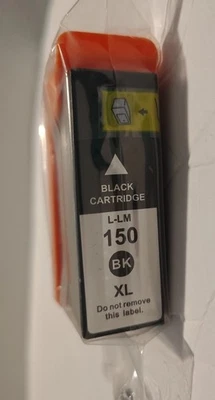 BLACK
CARTRIDGE
L-LM
150
BK
XL
Do not remove
this label.